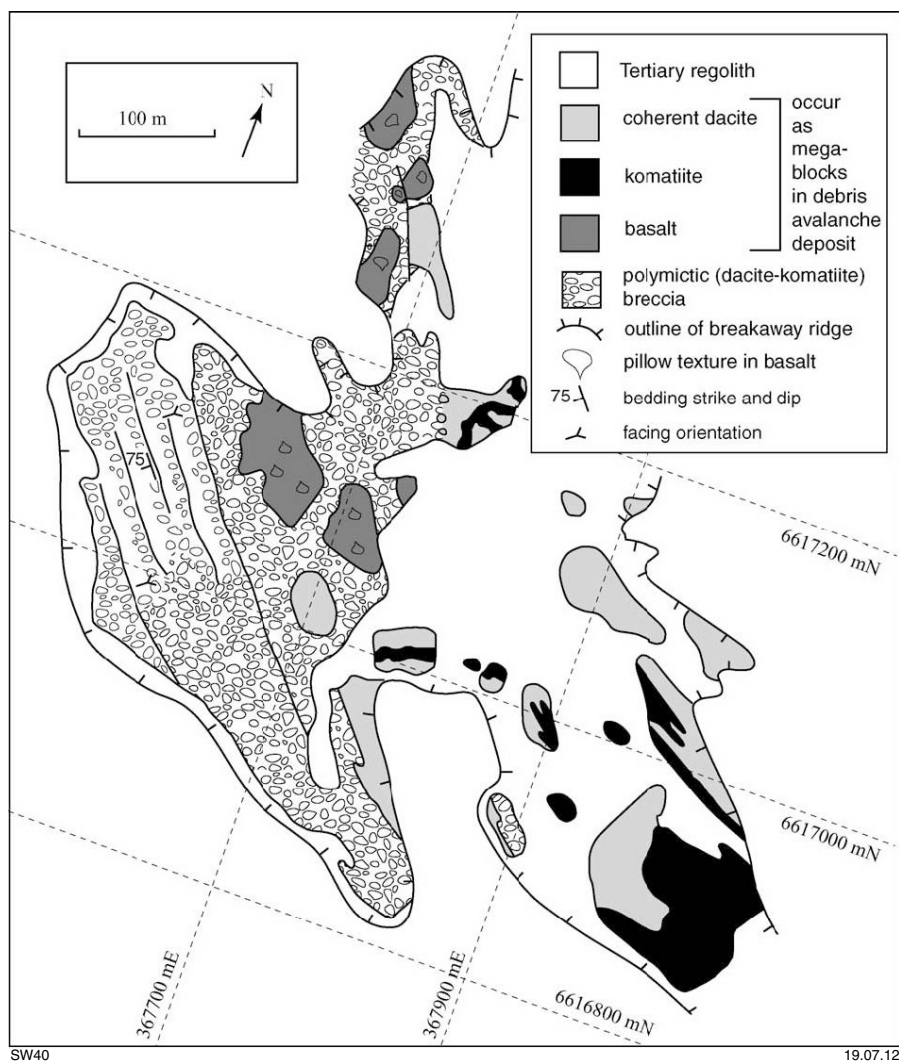 100 m
N
Tertiary regolith
coherent dacite
komatiite
basalt
occur
as
mega-
blocks
in debris
avalanche
deposit
polymictic (dacite-komatiite)
breccia
outline of breakaway ridge
pillow texture in basalt
75
bedding strike and dip
facing orientation
75
6617200 mN
6617000 mN
6616800 mN
367700 mE
367900 mE
SW40
19.07.12